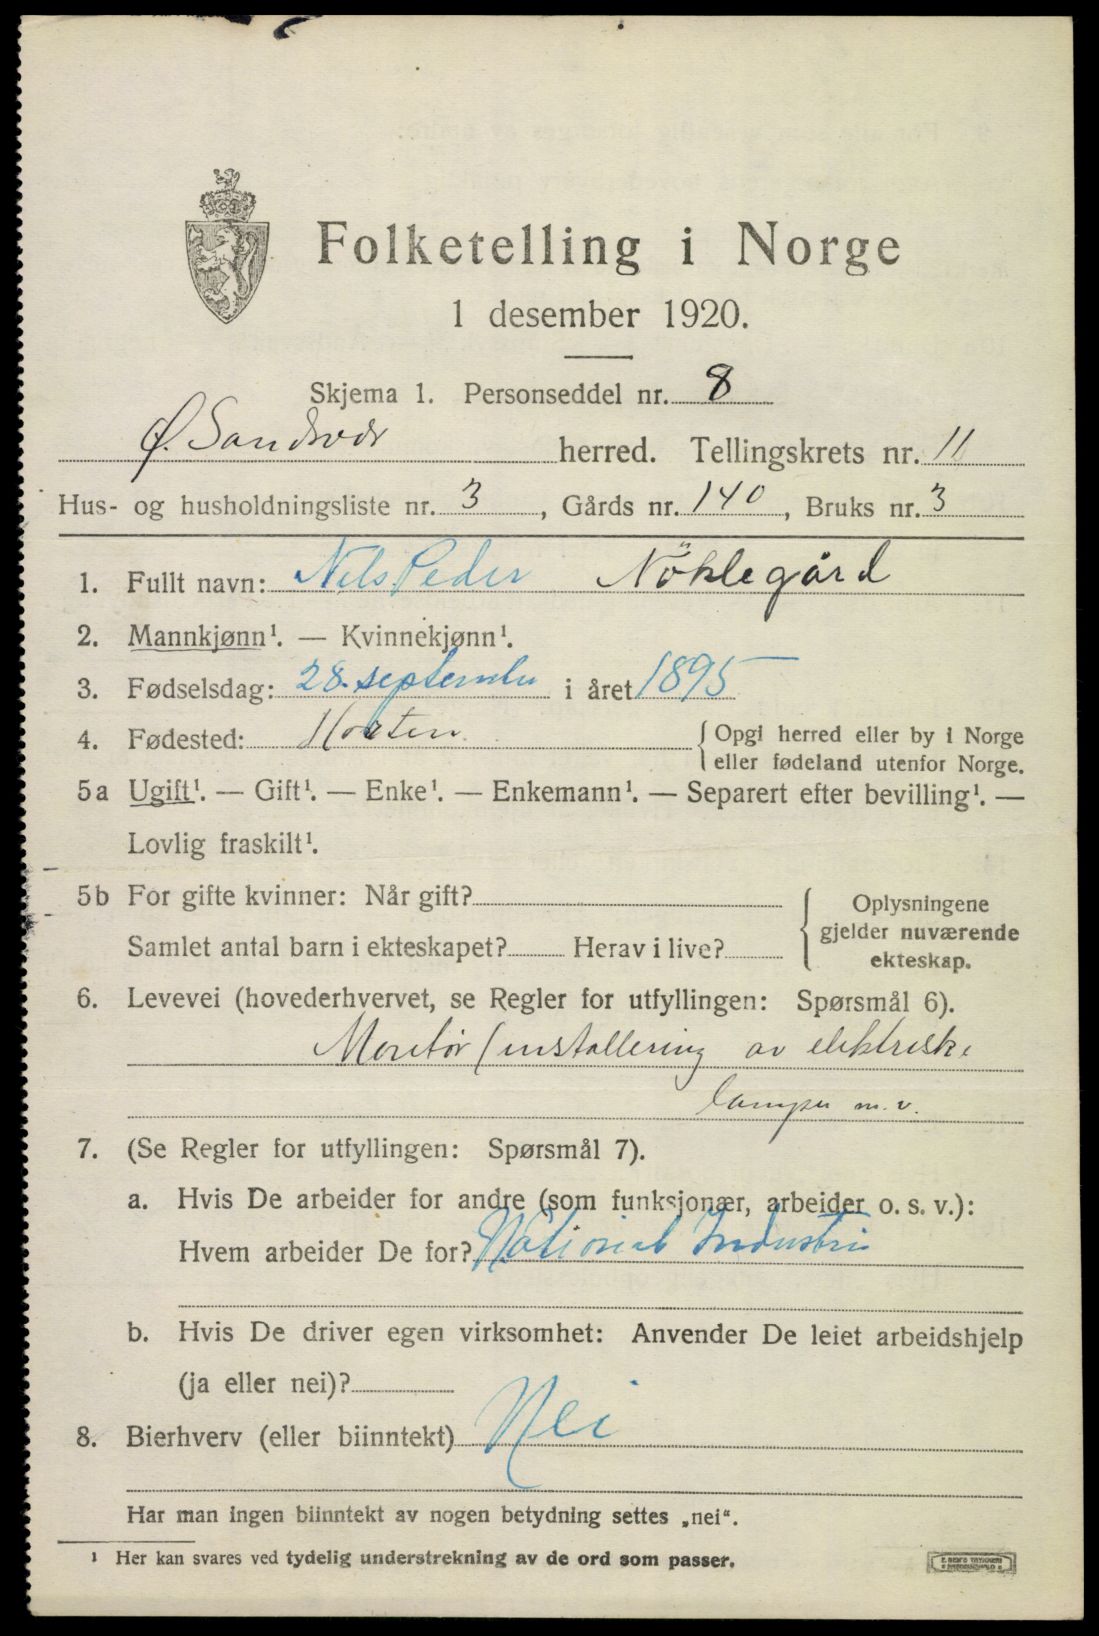 Folketelling i Norge
1 desember 1920.
Skjema 1. Personseddel nr. 8
Ø. Sandsvær herred. Tellingskrets nr. 11
Hus- og husholdningsliste nr. 3, Gårds nr. 140, Bruks nr. 3
1. Fullt navn: Nils Peder Nöklegård
2. Mannkjønn¹. — Kvinnekjønn¹.
3. Fødselsdag: 28. september i året 1895
4. Fødested: Horten {Opgi herred eller by i Norge
eller fødeland utenfor Norge.
5a Ugift¹. — Gift¹. — Enke¹. — Enkemann¹. — Separert efter bevilling¹. —
Lovlig fraskilt¹.
5b For gifte kvinner: Når gift?
Samlet antal barn i ekteskapet? Herav i live?
{Oplysningene
gjelder nuværende
ekteskap.
6. Levevei (hovederhvervet, se Regler for utfyllingen: Spørsmål 6).
Montør (installering av elektriske
lamper m.v.
7. (Se Regler for utfyllingen: Spørsmål 7).
a. Hvis De arbeider for andre (som funksjonær, arbeider o. s. v.):
Hvem arbeider De for? National Industri
b. Hvis De driver egen virksomhet: Anvender De leiet arbeidshjelp
(ja eller nei)?
8. Bierhverv (eller biinntekt) Nei
Har man ingen biinntekt av nogen betydning settes „nei“.
¹ Her kan svares ved tydelig understrekning av de ord som passer.